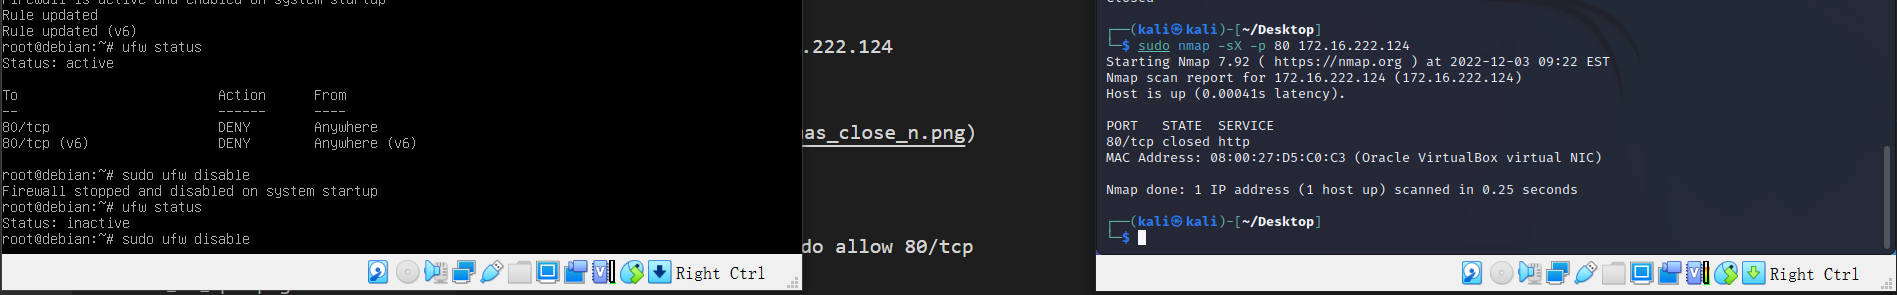 Firewall is active and enabled on system startup
Rule updated
Rule updated (v6)
root@debian:~# ufw status
Status: active
To Action From
-- ------ ----
80/tcp DENY Anywhere
80/tcp (v6) DENY Anywhere (v6)
root@debian:~# sudo ufw disable
Firewall stopped and disabled on system startup
root@debian:~# ufw status
Status: inactive
root@debian:~# sudo ufw disable
Right Ctrl
.222.124
as_close_n.png)
do allow 80/tcp
closed
┌──(kali㉿kali)-[~/Desktop]
└─$ sudo nmap -sX -p 80 172.16.222.124
Starting Nmap 7.92 ( https://nmap.org ) at 2022-12-03 09:22 EST
Nmap scan report for 172.16.222.124 (172.16.222.124)
Host is up (0.00041s latency).
PORT STATE SERVICE
80/tcp closed http
MAC Address: 08:00:27:D5:C0:C3 (Oracle VirtualBox virtual NIC)
Nmap done: 1 IP address (1 host up) scanned in 0.25 seconds
┌──(kali㉿kali)-[~/Desktop]
└─$
Right Ctrl